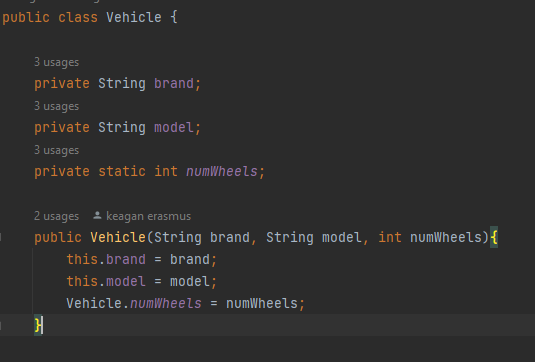 public class Vehicle {
3 usages
private String brand;
3 usages
private String model;
3 usages
private static int numWheels;
2 usages keagan erasmus
public Vehicle(String brand, String model, int numWheels){
this.brand = brand;
this.model = model;
Vehicle.numWheels = numWheels;
}